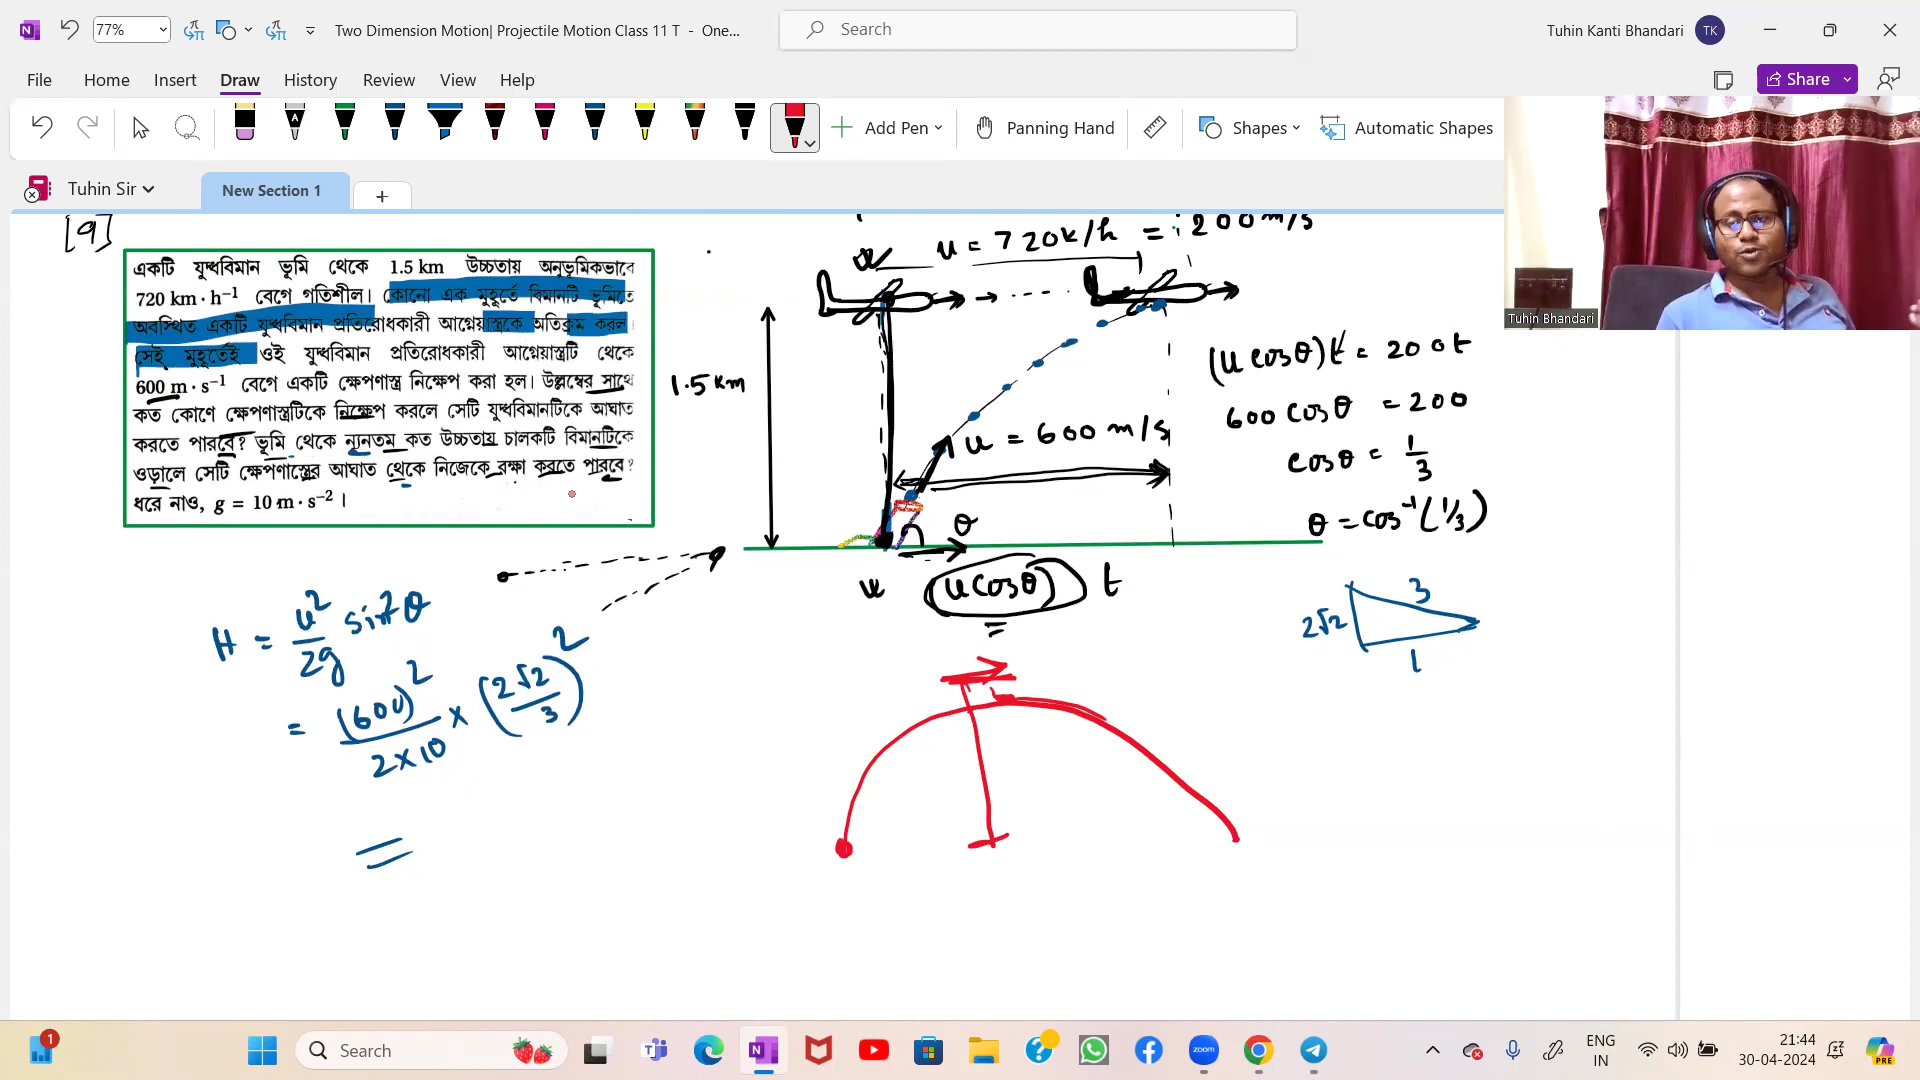 77%
Two Dimension Motion| Projectile Motion Class 11 T - One...
Search
Tuhin Kanti Bhandari
TK
File Home Insert Draw History Review View Help
Share
Add Pen
Panning Hand
Shapes
Automatic Shapes
Tuhin Sir
New Section 1
Tuhin Bhandari
[9]
একটি যুদ্ধবিমান ভূমি থেকে 1.5 km উচ্চতায় অনুভূমিকভাবে
720 km·h⁻¹ বেগে গতিশীল। কোনো এক মুহূর্তে বিমানটি ভূমিতে
অবস্থিত একটি যুদ্ধবিমান প্রতিরোধকারী আগ্নেয়াস্ত্রকে অতিক্রম করল।
সেই মুহূর্তেই ওই যুদ্ধবিমান প্রতিরোধকারী আগ্নেয়াস্ত্রটি থেকে
600 m·s⁻¹ বেগে একটি ক্ষেপণাস্ত্র নিক্ষেপ করা হল। উল্লম্বের সাথে
কত কোণে ক্ষেপণাস্ত্রটিকে নিক্ষেপ করলে সেটি যুদ্ধবিমানটিকে আঘাত
করতে পারবে? ভূমি থেকে ন্যূনতম কত উচ্চতায় চালকটি বিমানটিকে
ওড়ালে সেটি ক্ষেপণাস্ত্রের আঘাত থেকে নিজেকে রক্ষা করতে পারবে?
ধরে নাও, g = 10 m·s⁻² ।
u = 720k/h = 200 m/s
1.5 km
u = 600 m/s
θ
u cosθ t
(u cosθ)t = 200t
600 cosθ = 200
cosθ = 1/3
θ = cos⁻¹(1/3)
3
2√2
1
H = u²/2g sin²θ
= (600)²/2×10 × (2√2/3)²
=
1
Search
zoom
ENG
IN
21:44
30-04-2024
PRE